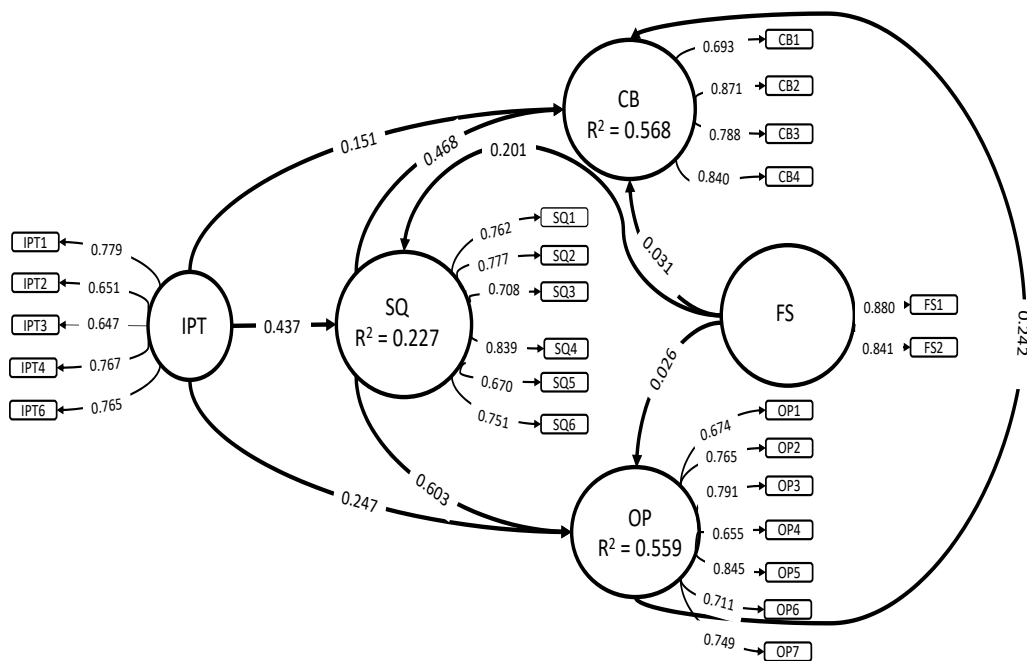 CB1
0.693
CB2
0.871
CB
R² = 0.568
0.788
CB3
0.840
CB4
0.151
0.468
0.201
0.031
IPT1
0.779
IPT2
0.651
IPT3
0.647
IPT
IPT4
0.767
IPT6
0.765
0.437
SQ
R² = 0.227
0.762
SQ1
0.777
SQ2
0.708
SQ3
0.839
SQ4
0.670
SQ5
0.751
SQ6
FS
0.880
FS1
0.841
FS2
0.242
0.026
0.247
0.603
OP
R² = 0.559
0.674
OP1
0.765
OP2
0.791
OP3
0.655
OP4
0.845
OP5
0.711
OP6
0.749
OP7